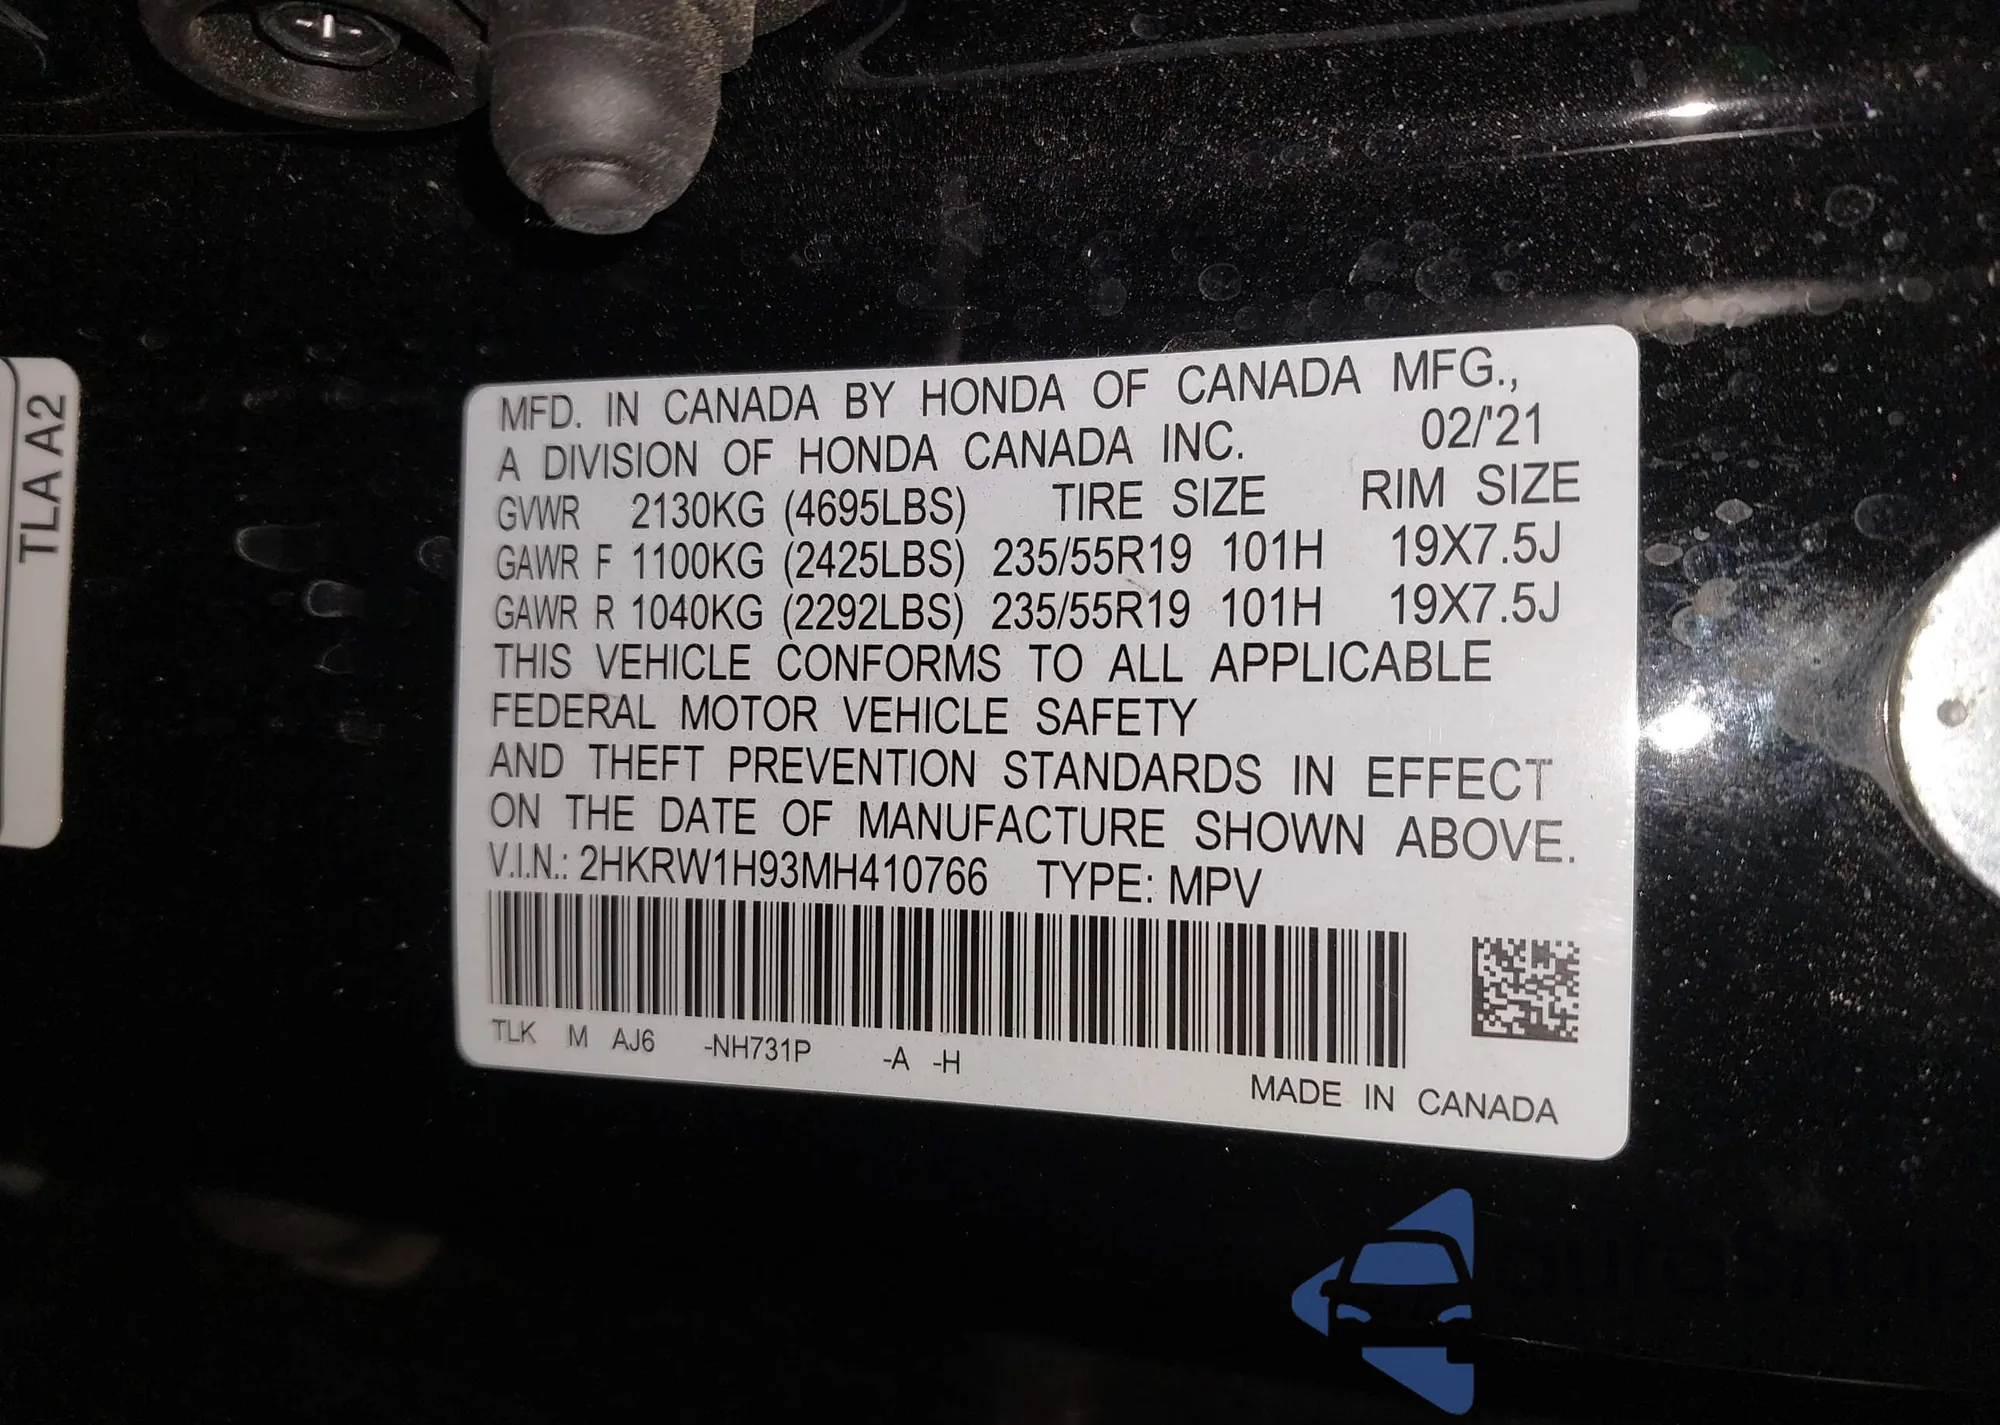 TLA A2
MFD. IN CANADA BY HONDA OF CANADA MFG.,
A DIVISION OF HONDA CANADA INC. 02/'21
GVWR 2130KG (4695LBS) TIRE SIZE RIM SIZE
GAWR F 1100KG (2425LBS) 235/55R19 101H 19X7.5J
GAWR R 1040KG (2292LBS) 235/55R19 101H 19X7.5J
THIS VEHICLE CONFORMS TO ALL APPLICABLE
FEDERAL MOTOR VEHICLE SAFETY
AND THEFT PREVENTION STANDARDS IN EFFECT
ON THE DATE OF MANUFACTURE SHOWN ABOVE.
V.I.N.: 2HKRW1H93MH410766 TYPE: MPV
TLK M AJ6 -NH731P -A -H
MADE IN CANADA